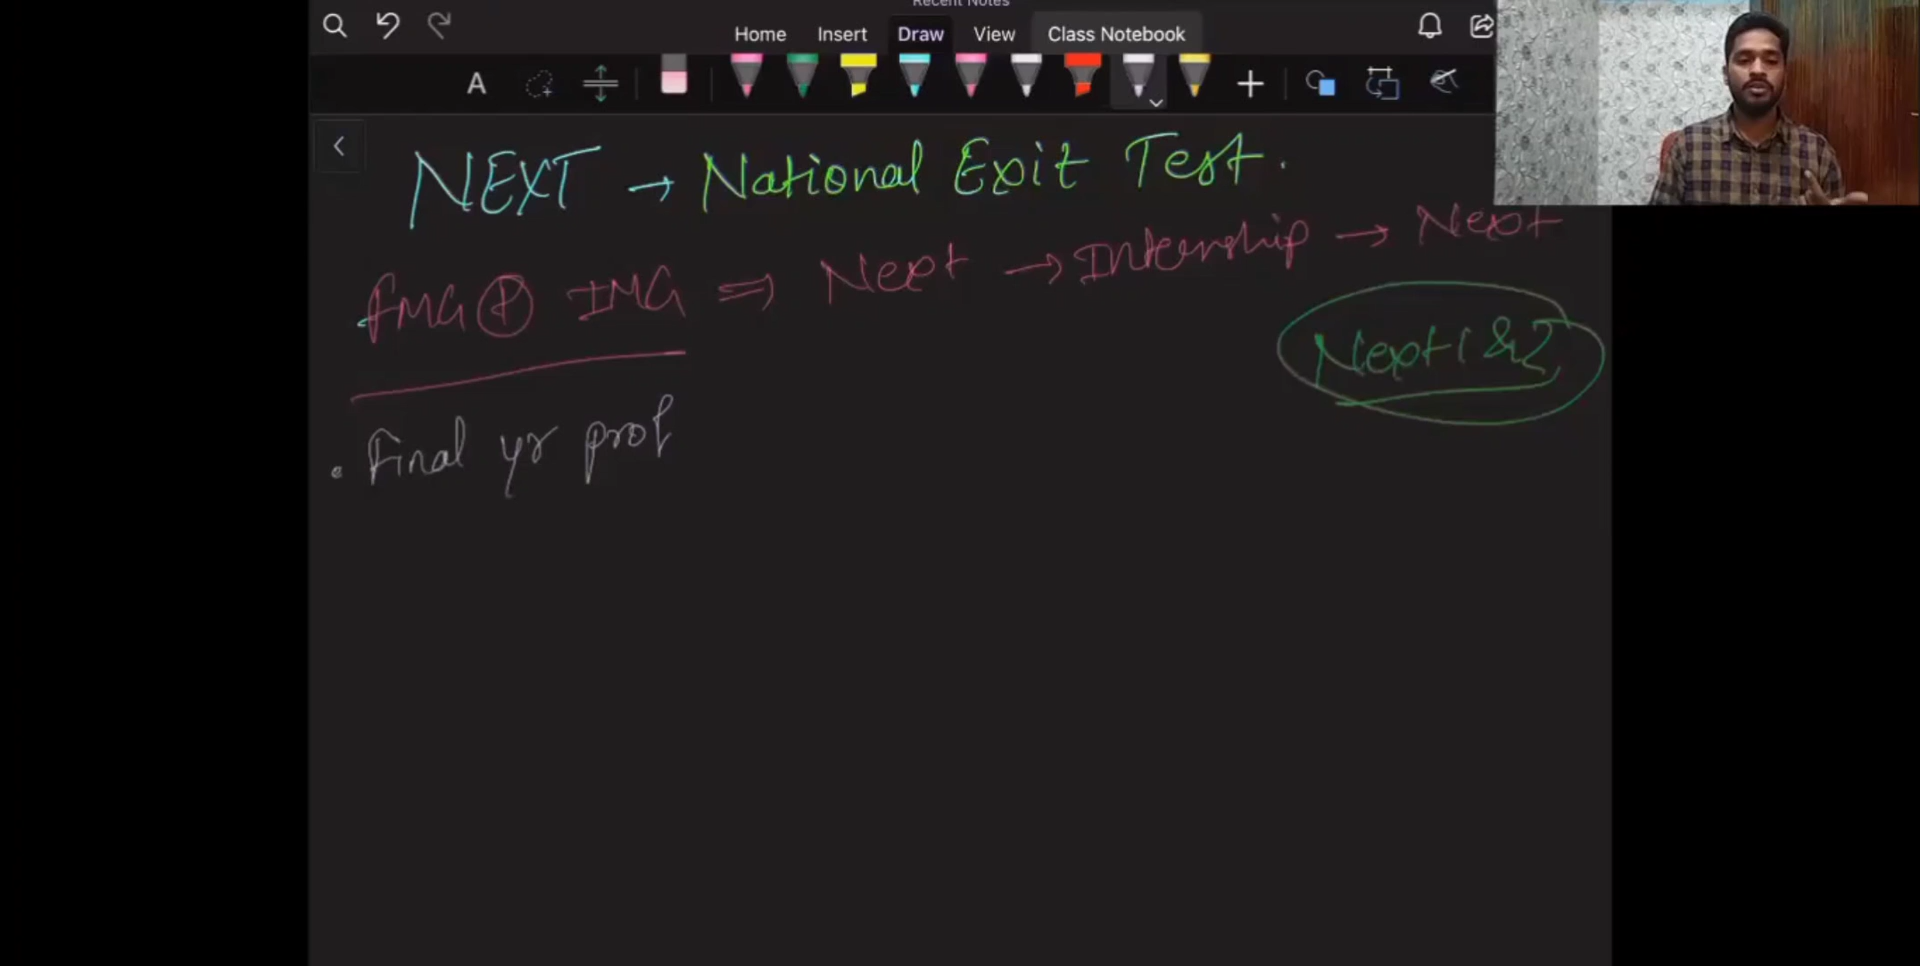 Recent Notes
Home Insert Draw View Class Notebook
A
NEXT → National Exit Test.
FMG ⓟ IMG ⇒ Next → Internship → Next
Next 1 & 2
• Final yr prof